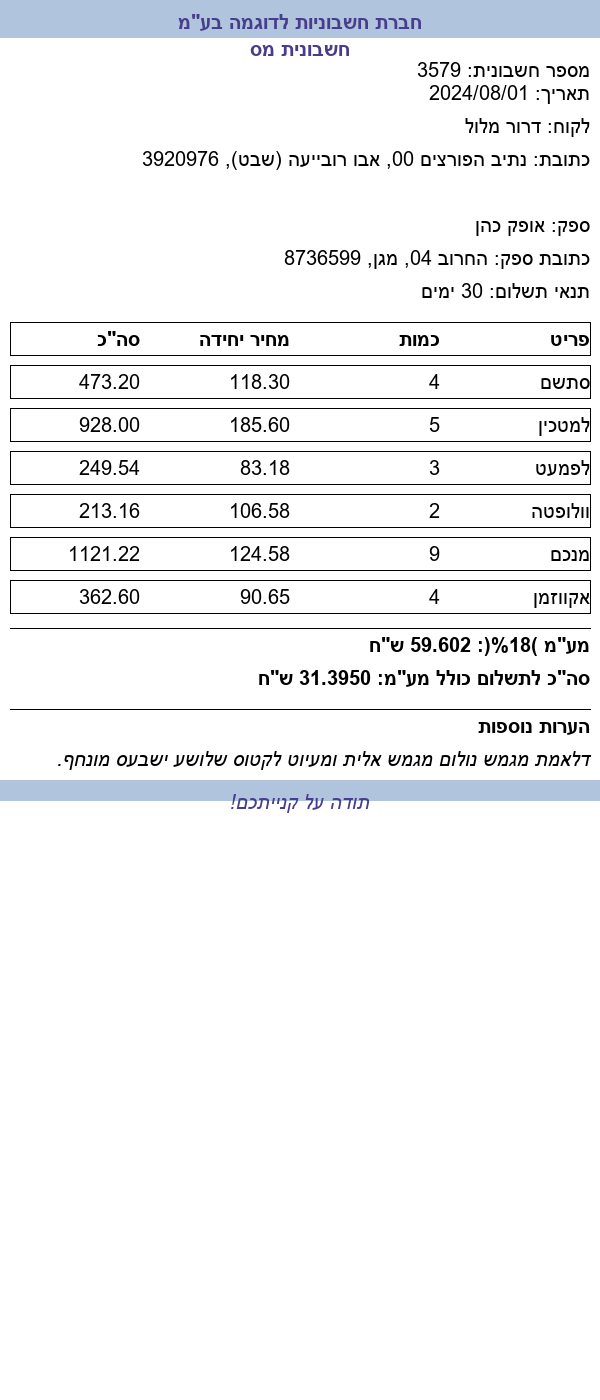 חברת חשבוניות לדוגמה בע"מ
חשבונית מס
מספר חשבונית: 3579
תאריך: 2024/08/01
לקוח: דרור מלול
כתובת: נתיב הפורצים 00, אבו רובייעה (שבט), 3920976
ספק: אופק כהן
כתובת ספק: החרוב 04, מגן, 8736599
תנאי תשלום: 30 ימים
פריט כמות מחיר יחידה סה"כ
סתשם 4 118.30 473.20
למטכין 5 185.60 928.00
לפמעט 3 83.18 249.54
וולופטה 2 106.58 213.16
מנכם 9 124.58 1121.22
אקווזמן 4 90.65 362.60
מע"מ )18%(: 59.602 ש"ח
סה"כ לתשלום כולל מע"מ: 31.3950 ש"ח
הערות נוספות
דלאמת מגמש נולום מגמש אלית ומעיוט לקטוס שלושע ישבעס מונחף.
תודה על קנייתכם!